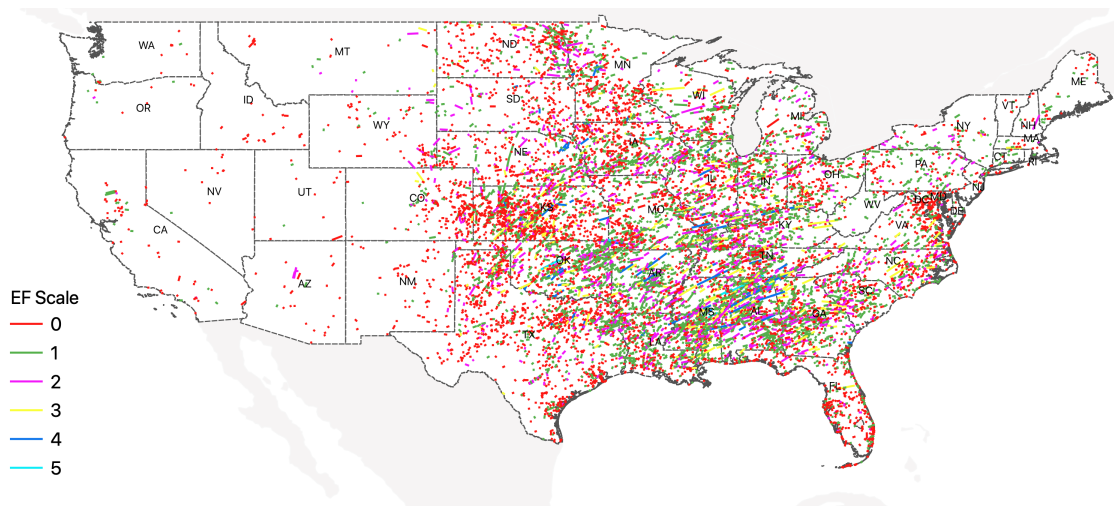 WA
MT
ND
MN
ME
OR
ID
SD
WI
MI
VT
NH
NY
MA
WY
NE
IA
CT
RI
PA
NV
UT
CO
IL
IN
OH
NJ
KS
MO
WV
DC
MD
DE
CA
KY
VA
OK
AR
TN
NC
AZ
NM
SC
EF Scale
0
MS
AL
GA
TX
LA
1
2
FL
3
4
5